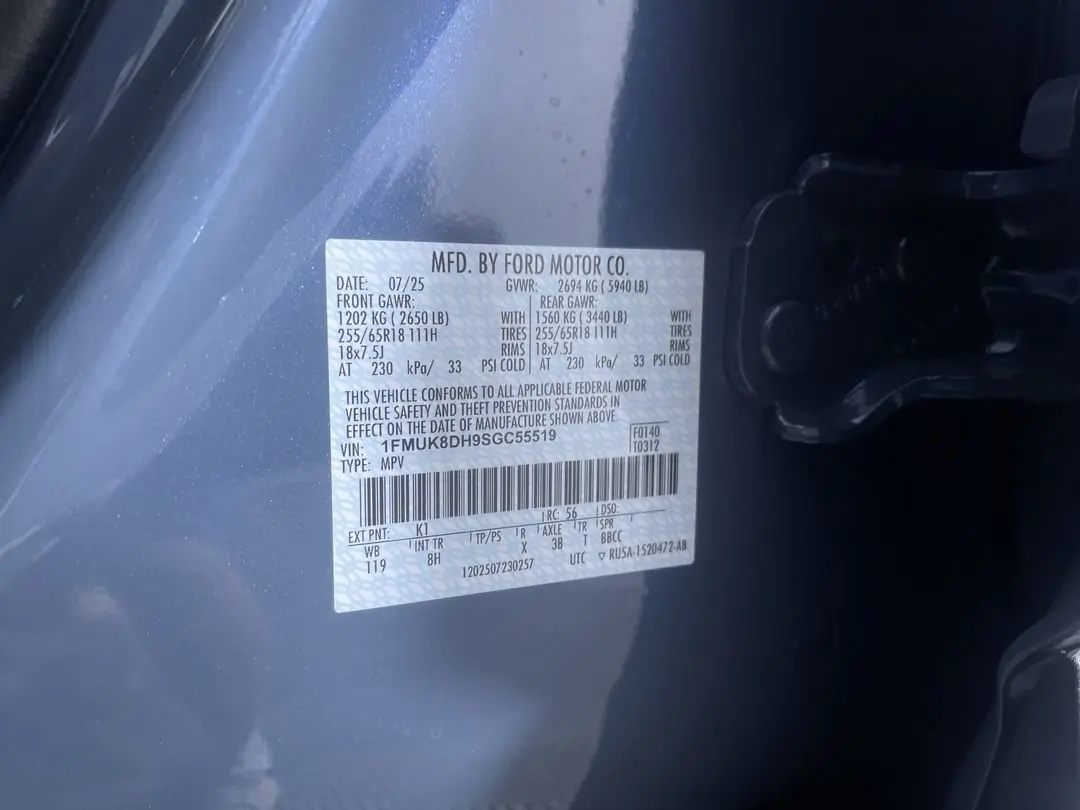 MFD. BY FORD MOTOR CO.
DATE: 07/25 GVWR: 2694 KG ( 5940 LB)
FRONT GAWR: REAR GAWR:
1202 KG ( 2650 LB) WITH 1560 KG ( 3440 LB) WITH
255/65R18 111H TIRES 255/65R18 111H TIRES
18x7.5J RIMS 18x7.5J RIMS
AT 230 kPa/ 33 PSI COLD AT 230 kPa/ 33 PSI COLD
THIS VEHICLE CONFORMS TO ALL APPLICABLE FEDERAL MOTOR
VEHICLE SAFETY AND THEFT PREVENTION STANDARDS IN
EFFECT ON THE DATE OF MANUFACTURE SHOWN ABOVE.
VIN: 1FMUK8DH9SGC55519 F0140
TYPE: MPV T0312
RC: 56 DSO:
EXT PNT: K1
WB INT TR TP/PS R AXLE TR SPR
119 8H X 3B T BBCC
1202507230257 UTC ▽ RU5A-1520472-AB